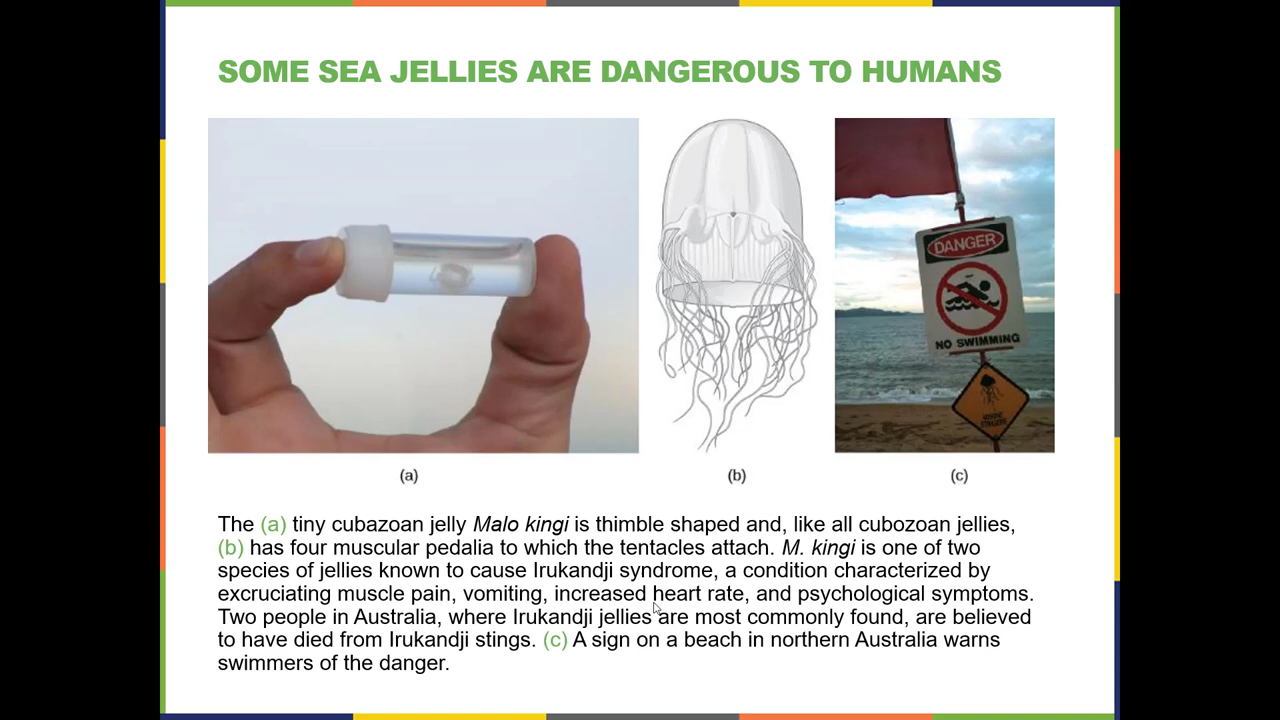 SOME SEA JELLIES ARE DANGEROUS TO HUMANS
DANGER
NO SWIMMING
(a)
(b)
(c)
The (a) tiny cubazoan jelly Malo kingi is thimble shaped and, like all cubozoan jellies,
(b) has four muscular pedalia to which the tentacles attach. M. kingi is one of two
species of jellies known to cause Irukandji syndrome, a condition characterized by
excruciating muscle pain, vomiting, increased heart rate, and psychological symptoms.
Two people in Australia, where Irukandji jellies are most commonly found, are believed
to have died from Irukandji stings. (c) A sign on a beach in northern Australia warns
swimmers of the danger.